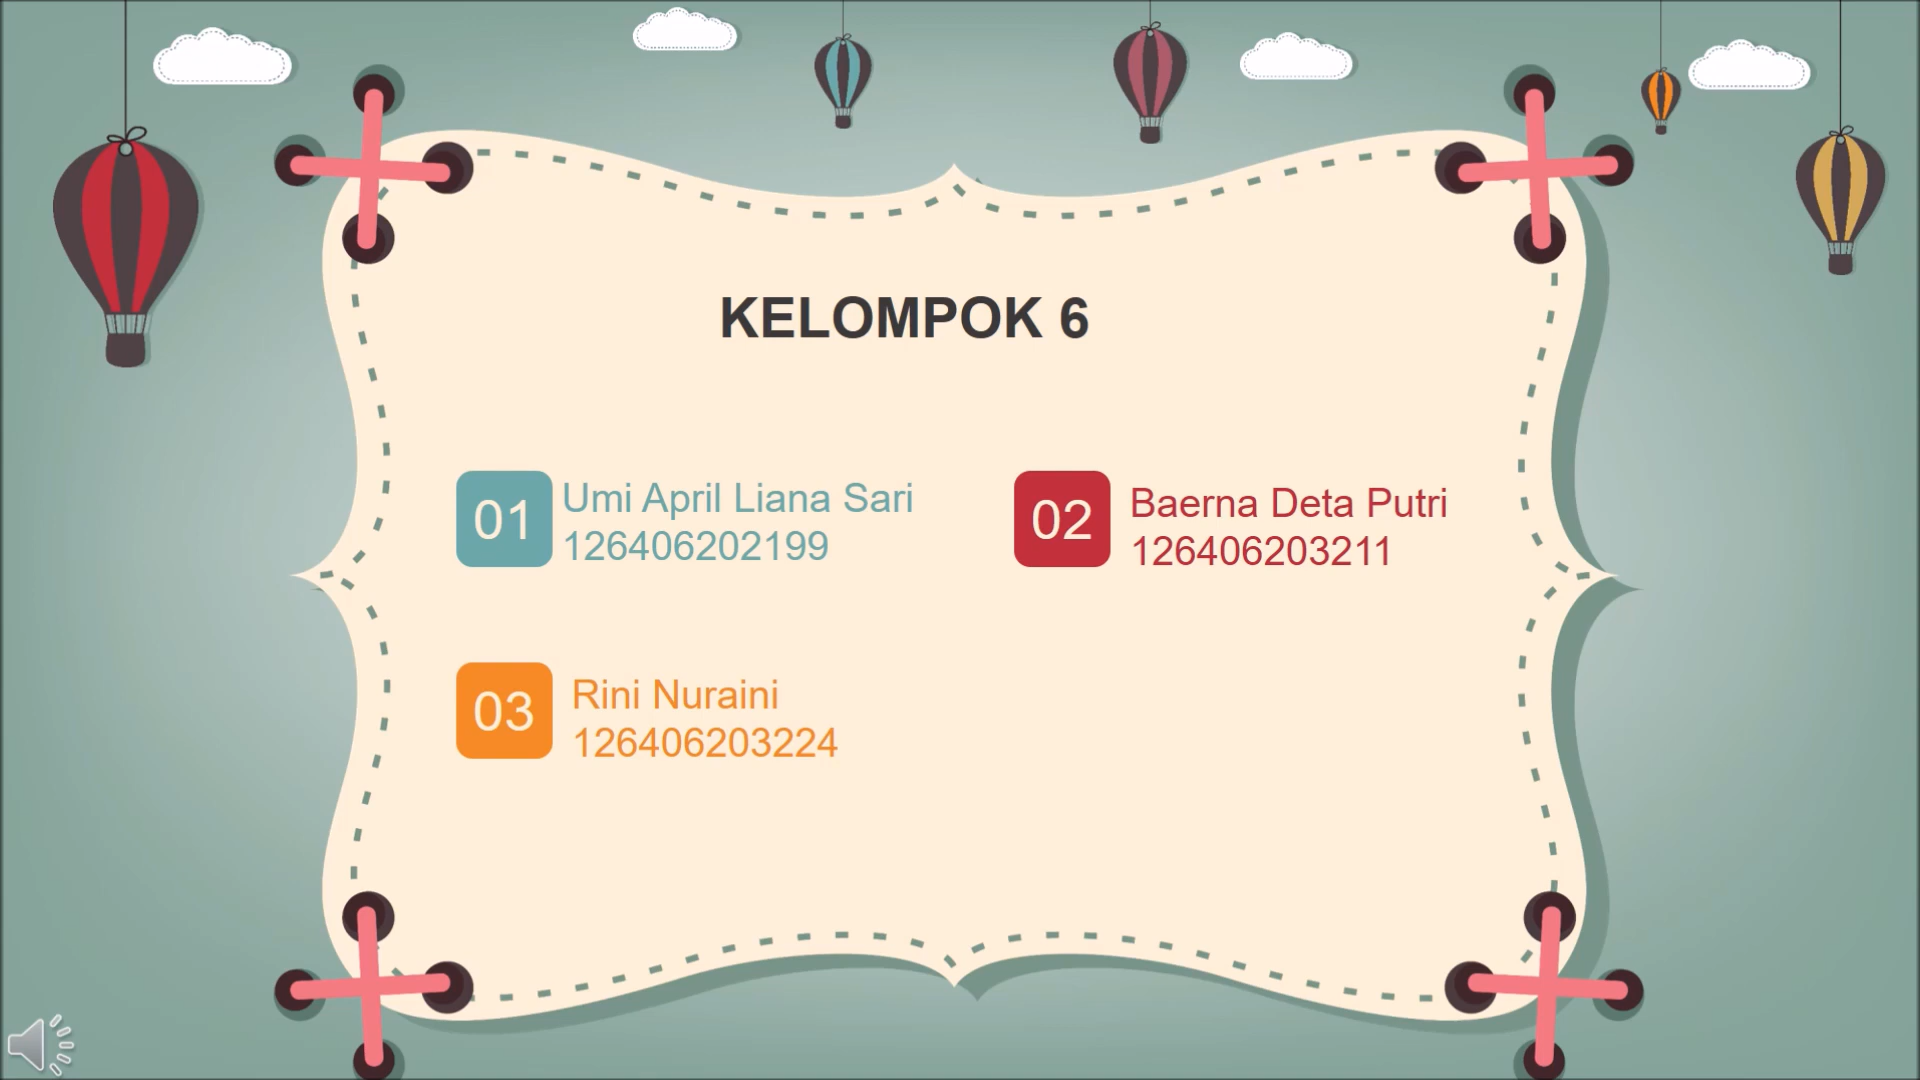 KELOMPOK 6
01
Umi April Liana Sari
126406202199
02
Baerna Deta Putri
126406203211
03
Rini Nuraini
126406203224